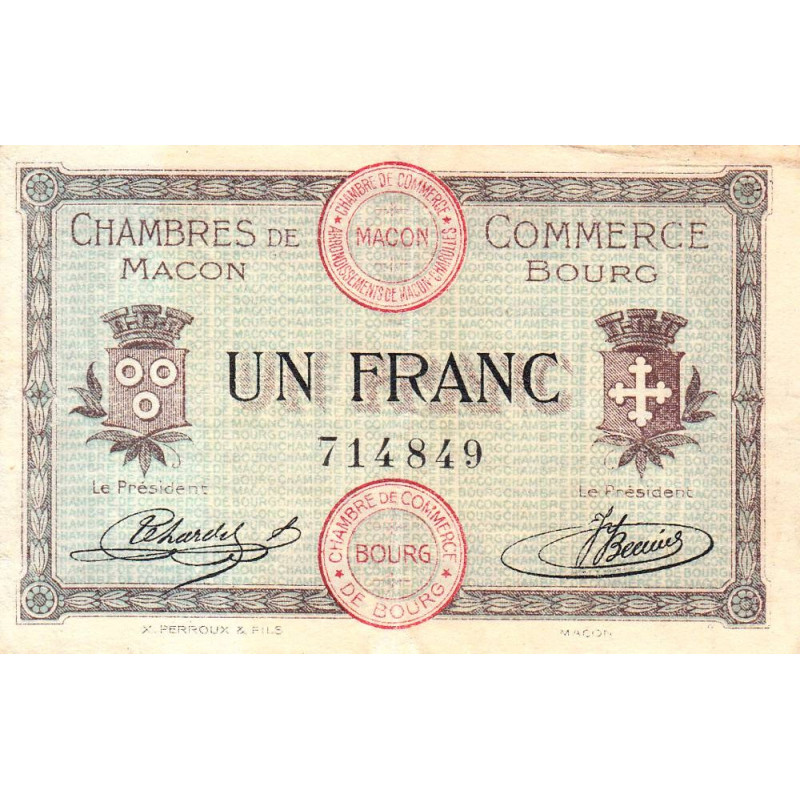 CHAMBRES DE COMMERCE
MACON BOURG
★ CHAMBRE DE COMMERCE ★
ARRONDISSEMENTS DE MACON-CHAROLLES
MACON
UN FRANC
714849
Le Président
Le Président
★ CHAMBRE DE COMMERCE ★
DE BOURG
BOURG
X. PERROUX & FILS
MACON